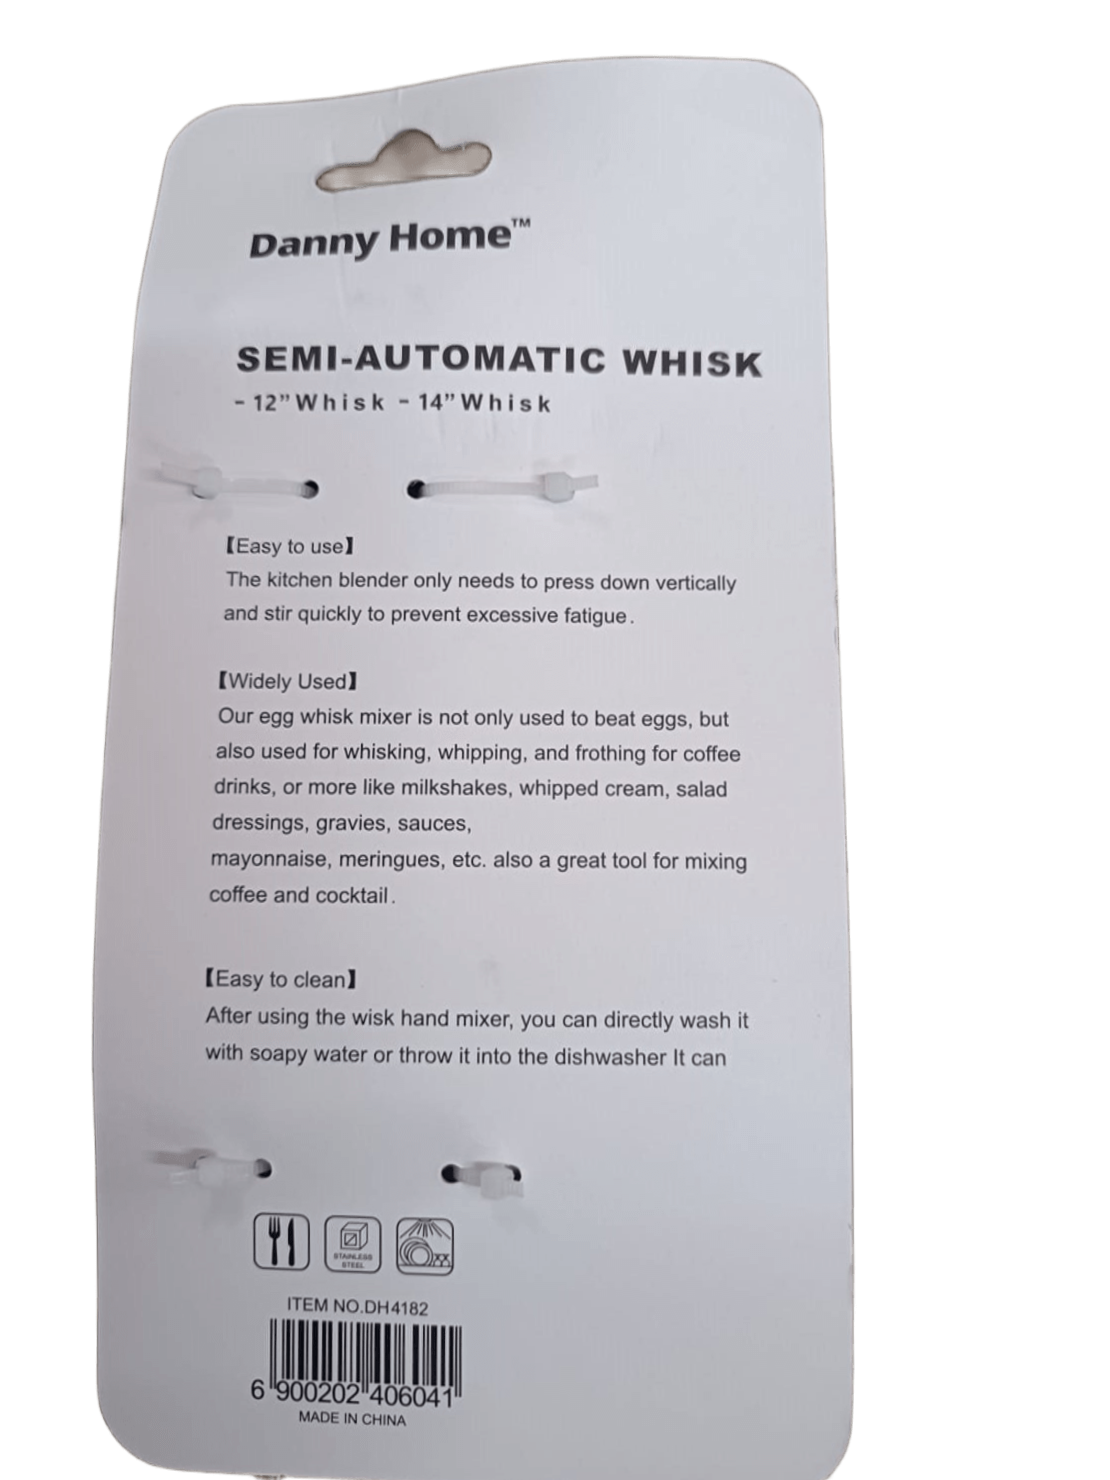 Danny Home™
SEMI-AUTOMATIC WHISK
- 12" Whisk - 14" Whisk
【Easy to use】
The kitchen blender only needs to press down vertically
and stir quickly to prevent excessive fatigue.
【Widely Used】
Our egg whisk mixer is not only used to beat eggs, but
also used for whisking, whipping, and frothing for coffee
drinks, or more like milkshakes, whipped cream, salad
dressings, gravies, sauces,
mayonnaise, meringues, etc. also a great tool for mixing
coffee and cocktail.
【Easy to clean】
After using the wisk hand mixer, you can directly wash it
with soapy water or throw it into the dishwasher It can
STAINLESS
STEEL
ITEM NO.DH4182
6 900202 406041
MADE IN CHINA